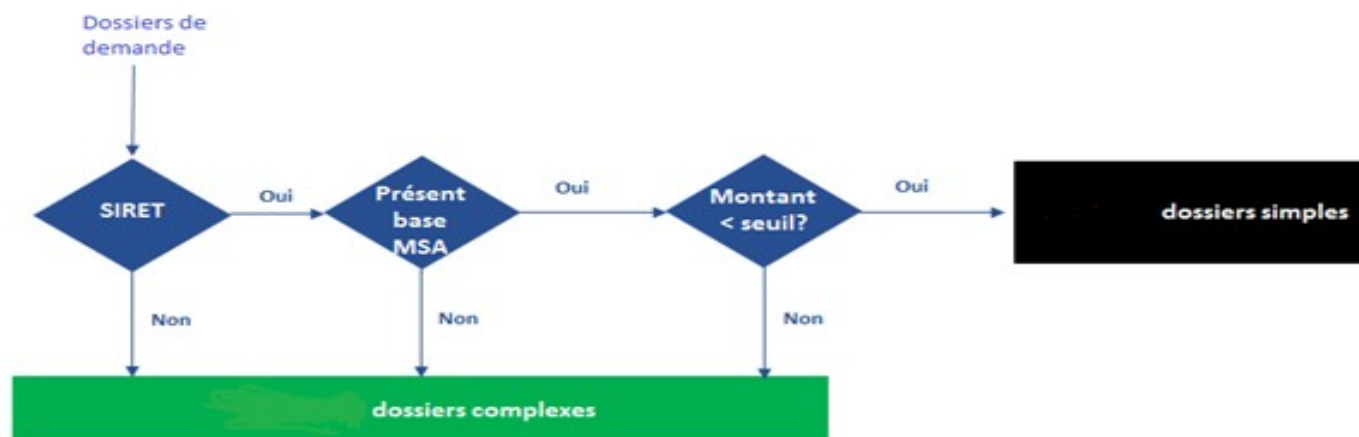 Dossiers de
demande
SIRET
Oui
Présent
base
MSA
Oui
Montant
< seuil?
Oui
dossiers simples
Non
Non
Non
dossiers complexes